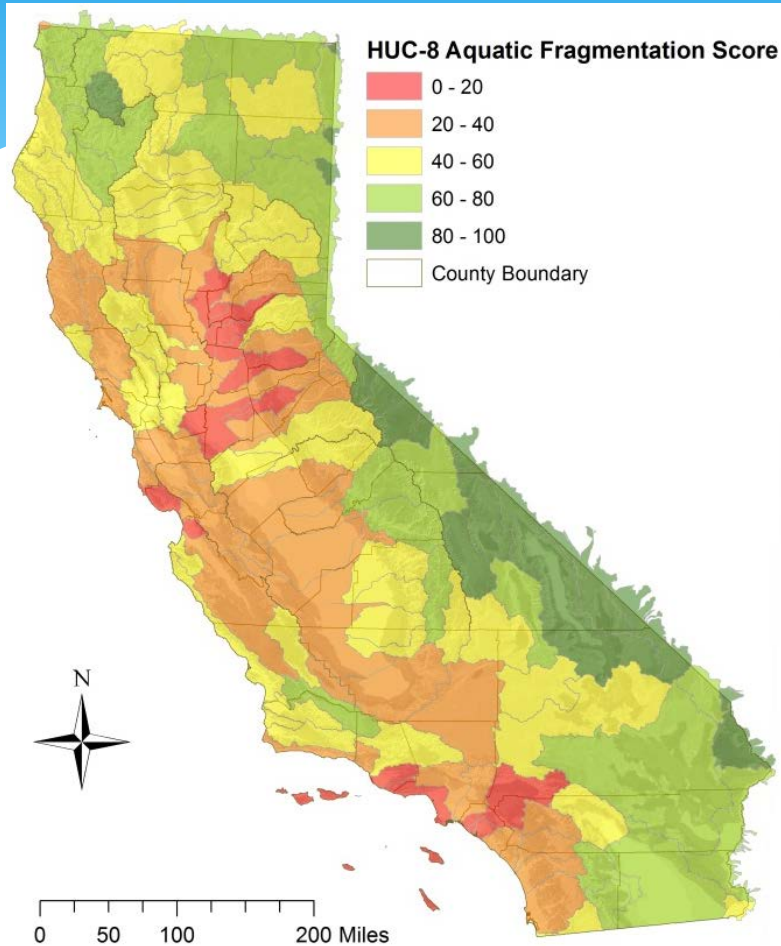 HUC-8 Aquatic Fragmentation Score
0 - 20
20 - 40
40 - 60
60 - 80
80 - 100
County Boundary
N
0 50 100 200 Miles